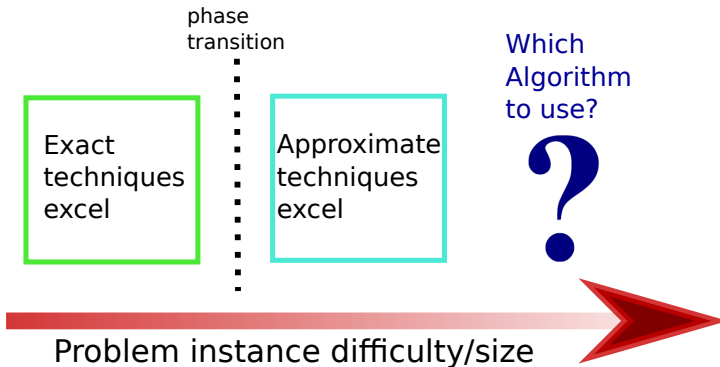 phase
transition
Which
Algorithm
to use?
Exact
techniques
excel
Approximate
techniques
excel
?
Problem instance difficulty/size